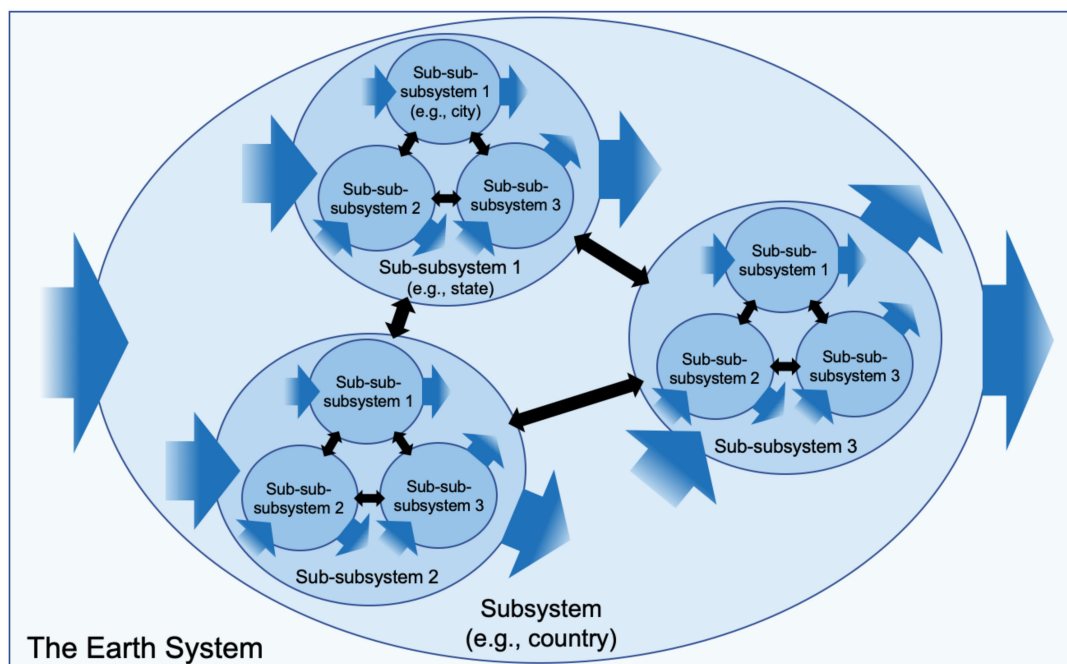 Sub-sub-
subsystem 1
(e.g., city)
Sub-sub-
subsystem 2
Sub-sub-
subsystem 3
Sub-subsystem 1
(e.g., state)
Sub-sub-
subsystem 1
Sub-sub-
subsystem 2
Sub-sub-
subsystem 3
Sub-subsystem 3
Sub-sub-
subsystem 1
Sub-sub-
subsystem 2
Sub-sub-
subsystem 3
Sub-subsystem 2
Subsystem
(e.g., country)
The Earth System